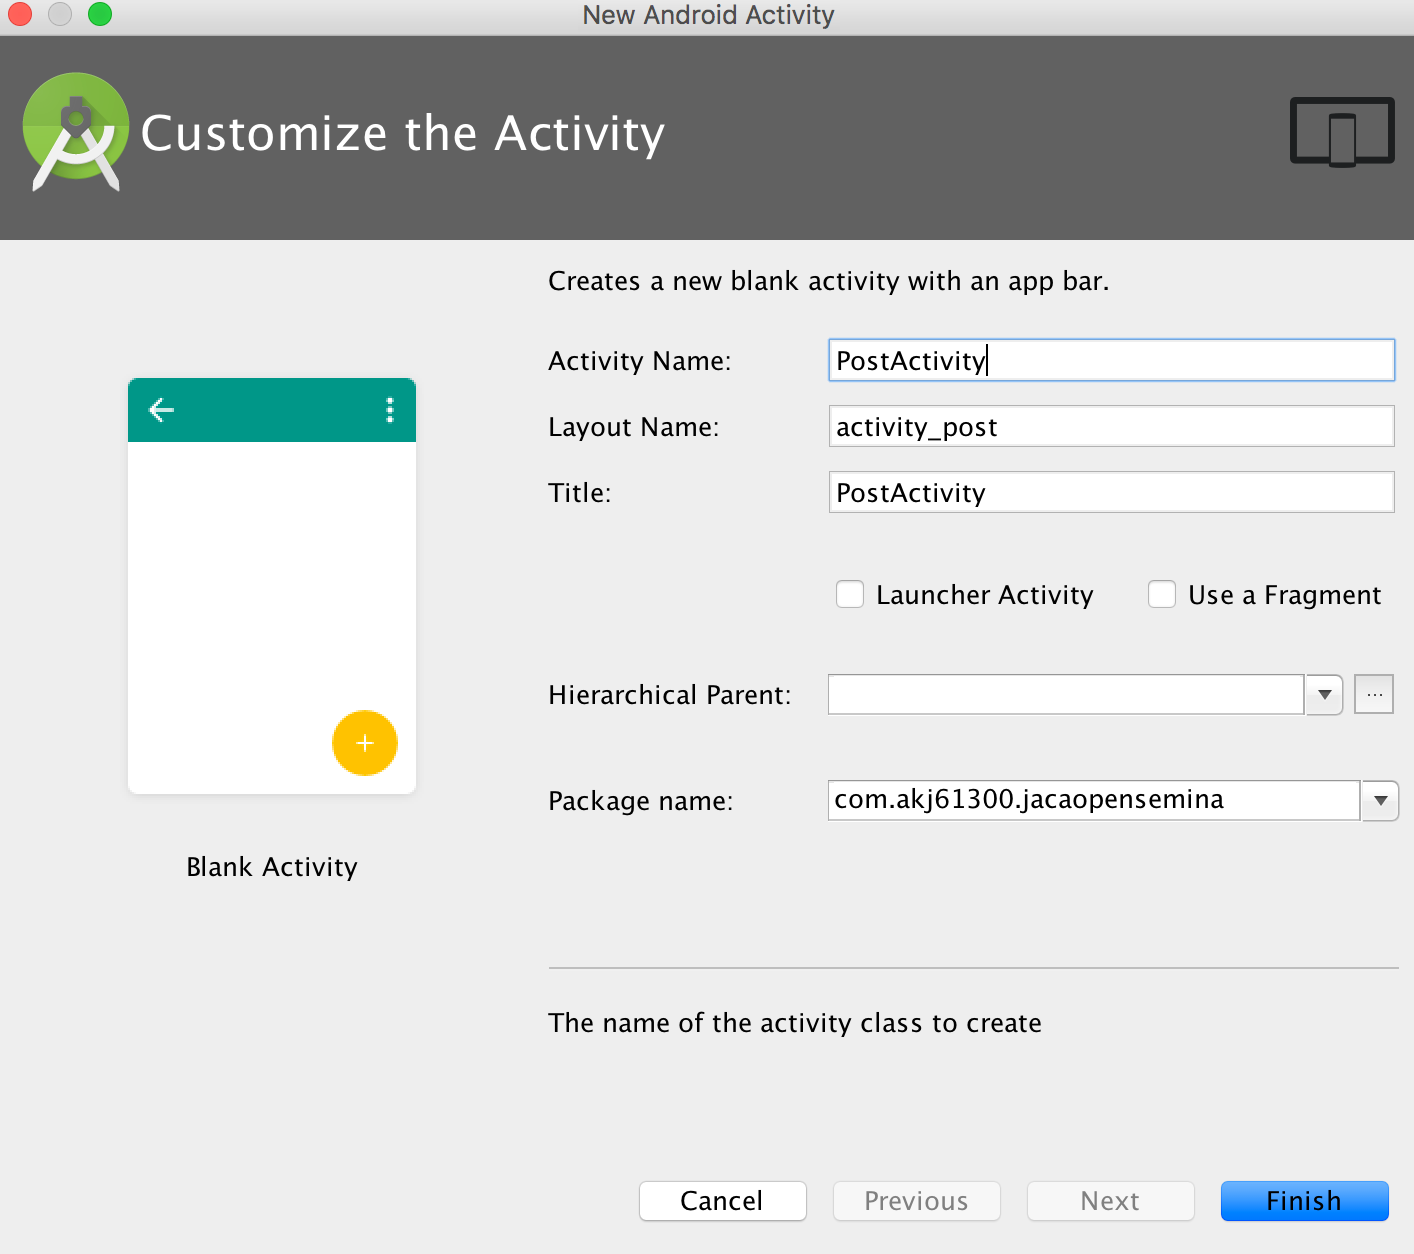 New Android Activity
Customize the Activity
Creates a new blank activity with an app bar.
Activity Name: PostActivity
Layout Name: activity_post
Title: PostActivity
Launcher Activity Use a Fragment
Hierarchical Parent: ...
Package name: com.akj61300.jacaopensemina
Blank Activity
The name of the activity class to create
Cancel Previous Next Finish